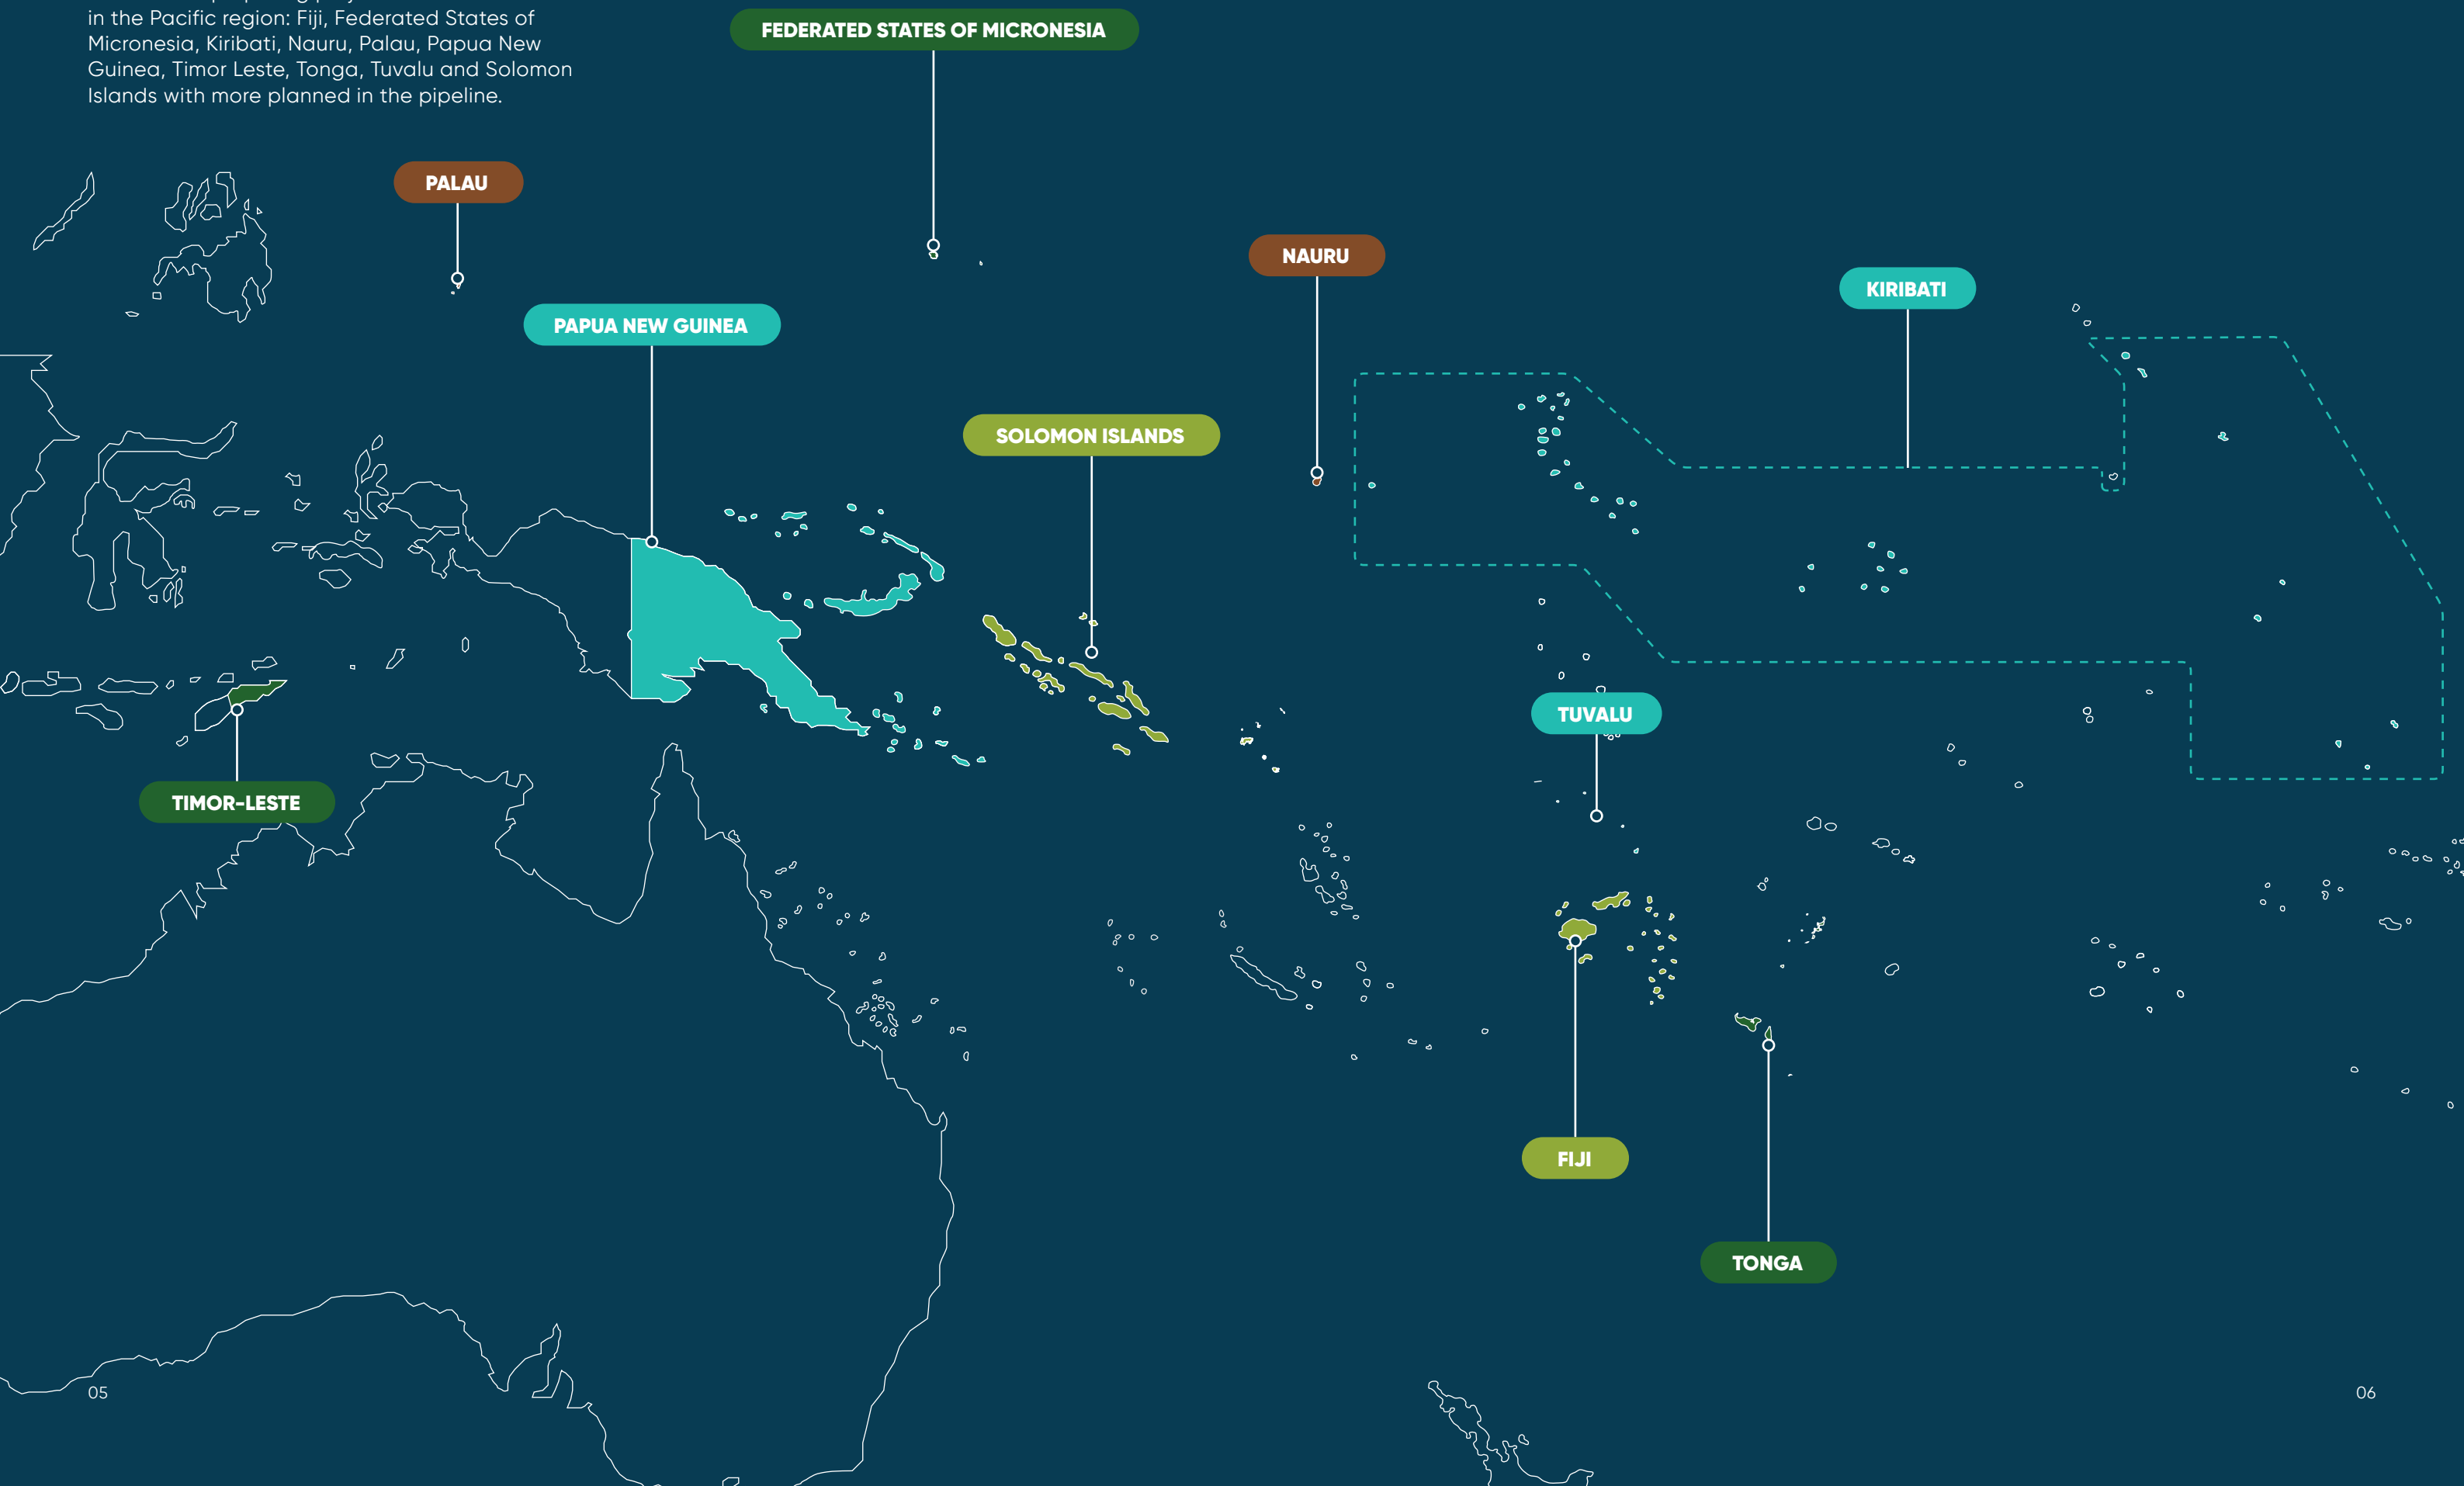 in the Pacific region: Fiji, Federated States of
Micronesia, Kiribati, Nauru, Palau, Papua New
Guinea, Timor Leste, Tonga, Tuvalu and Solomon
Islands with more planned in the pipeline.
FEDERATED STATES OF MICRONESIA
PALAU
NAURU
KIRIBATI
PAPUA NEW GUINEA
SOLOMON ISLANDS
TUVALU
TIMOR-LESTE
FIJI
TONGA
05
06